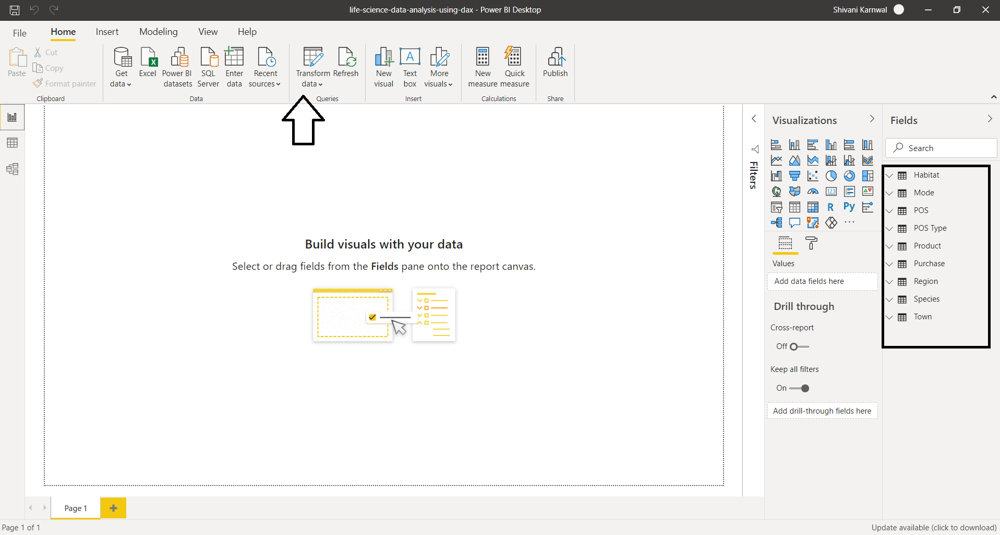 life-science-data-analysis-using-dax - Power BI Desktop
Shivani Karnwal
File
Home
Insert
Modeling
View
Help
Paste
Cut
Copy
Format painter
Clipboard
Get
data
Excel
Power BI
datasets
SQL
Server
Enter
data
Recent
sources
Data
Transform
data
Refresh
Queries
New
visual
A
Text
box
More
visuals
Insert
New
measure
Quick
measure
Calculations
Publish
Share
Build visuals with your data
Select or drag fields from the Fields pane onto the report canvas.
Filters
Visualizations
123
R
Py
Values
Add data fields here
Drill through
Cross-report
Off
Keep all filters
On
Add drill-through fields here
Fields
Search
Habitat
Mode
POS
POS Type
Product
Purchase
Region
Species
Town
Page 1
Page 1 of 1
Update available (click to download)